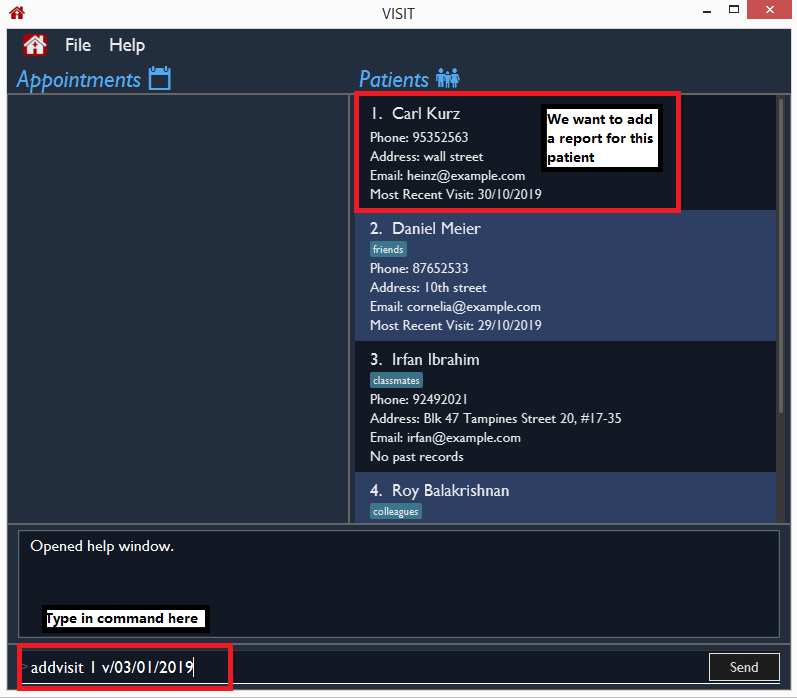 VISIT
File Help
Appointments
Patients
1. Carl Kurz
Phone: 95352563
Address: wall street
Email: heinz@example.com
Most Recent Visit: 30/10/2019
We want to add
a report for this
patient
2. Daniel Meier
friends
Phone: 87652533
Address: 10th street
Email: cornelia@example.com
Most Recent Visit: 29/10/2019
3. Irfan Ibrahim
classmates
Phone: 92492021
Address: Blk 47 Tampines Street 20, #17-35
Email: irfan@example.com
No past records
4. Roy Balakrishnan
colleagues
Opened help window.
Type in command here
>addvisit 1 v/03/01/2019
Send